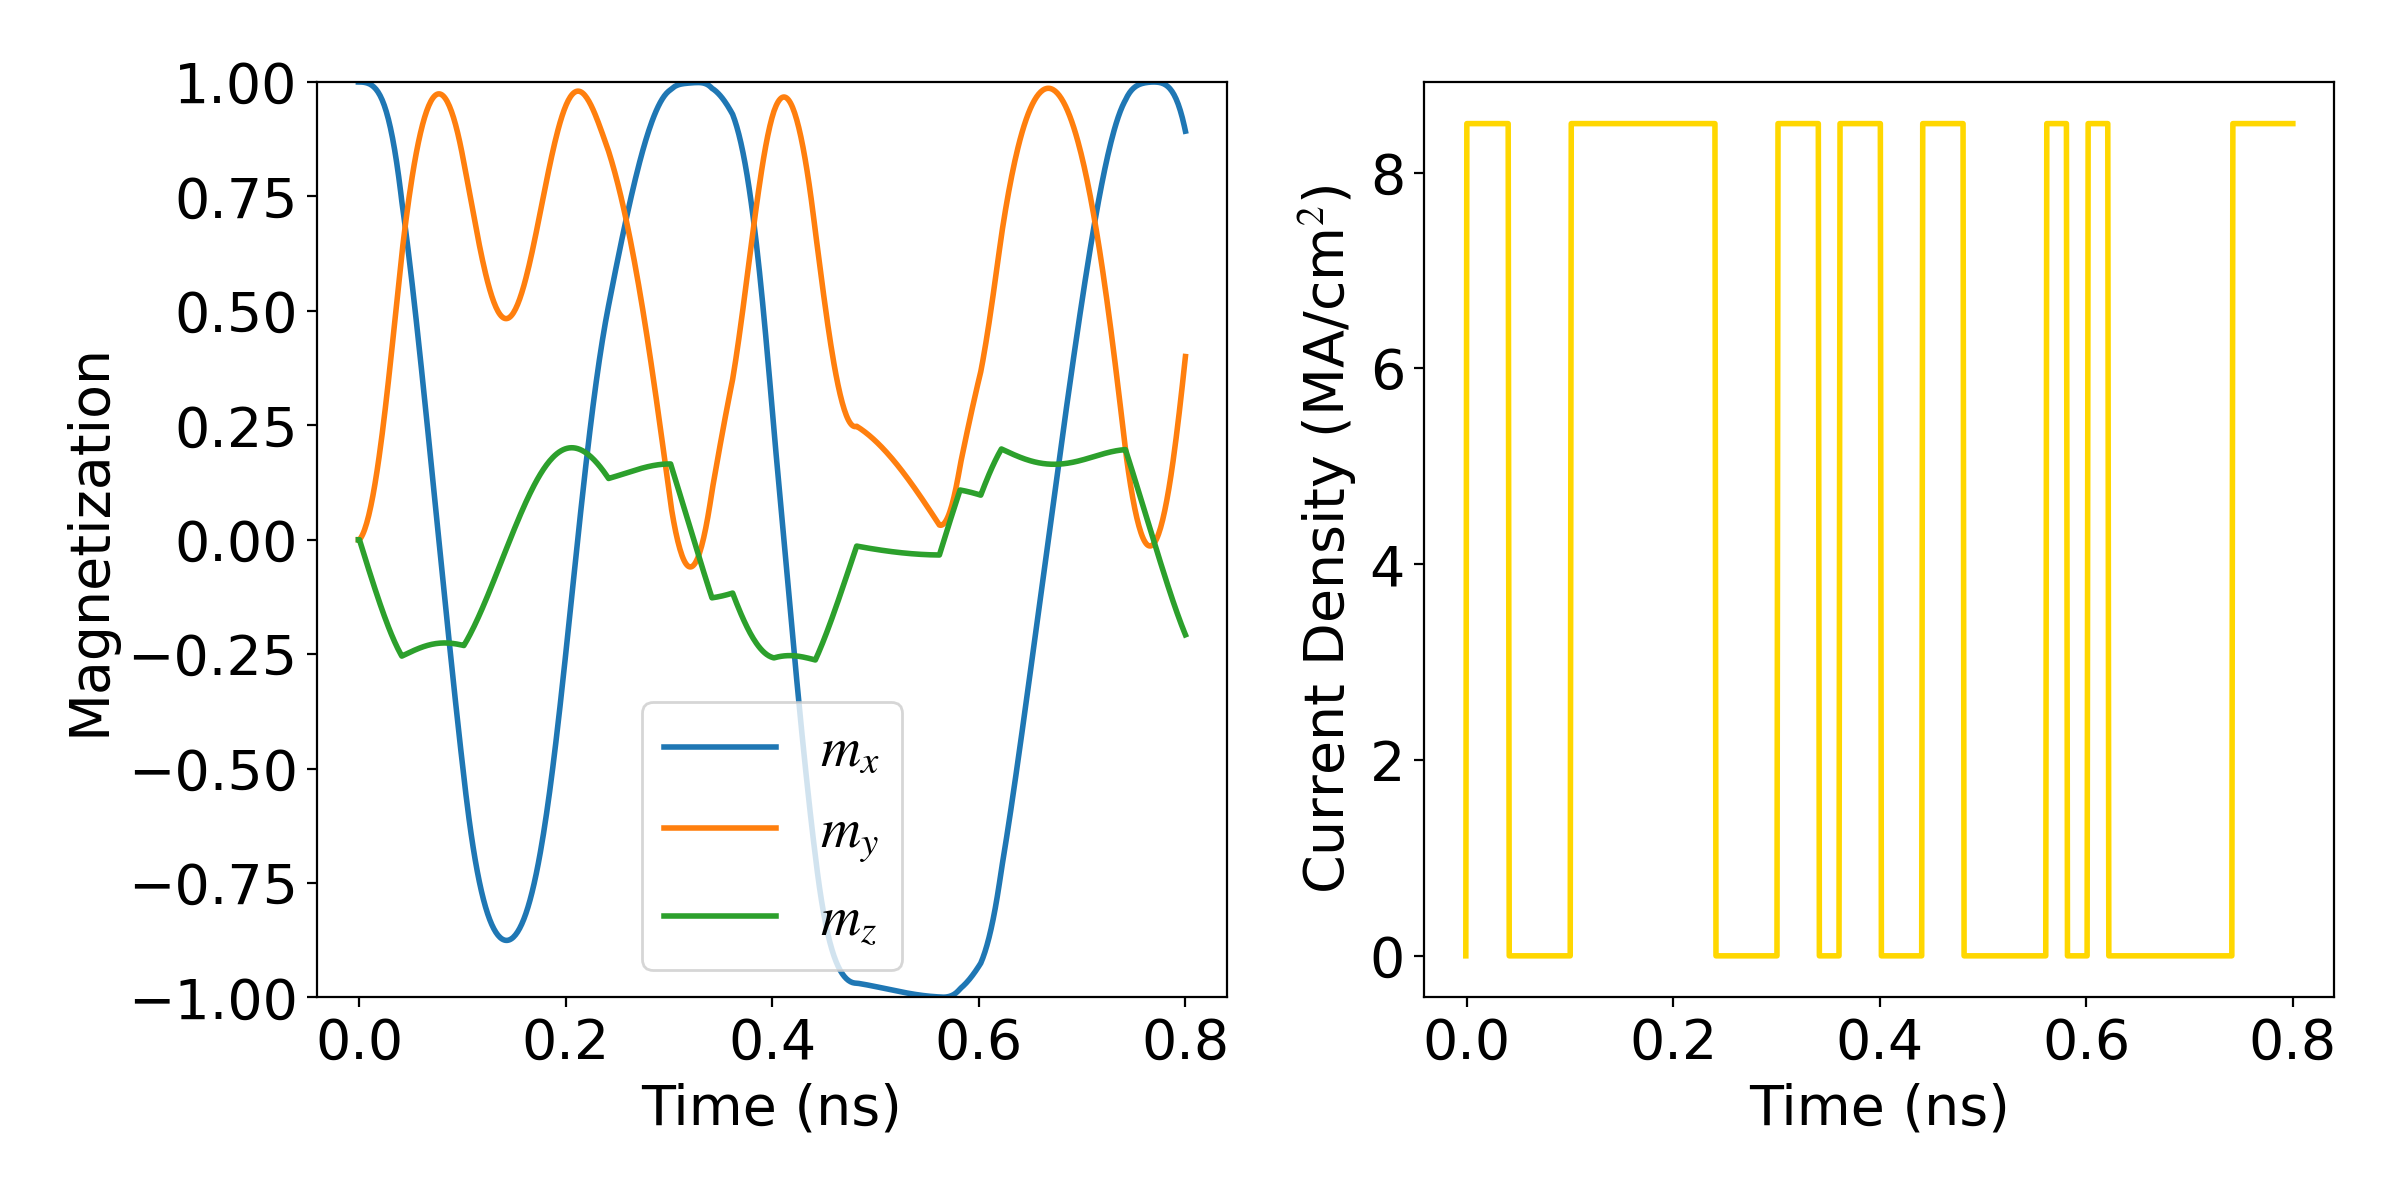 Magnetization
1.00
0.75
0.50
0.25
0.00
−0.25
−0.50
−0.75
−1.00
0.0 0.2 0.4 0.6 0.8
Time (ns)
m_x
m_y
m_z
Current Density (MA/cm²)
8
6
4
2
0
0.0 0.2 0.4 0.6 0.8
Time (ns)